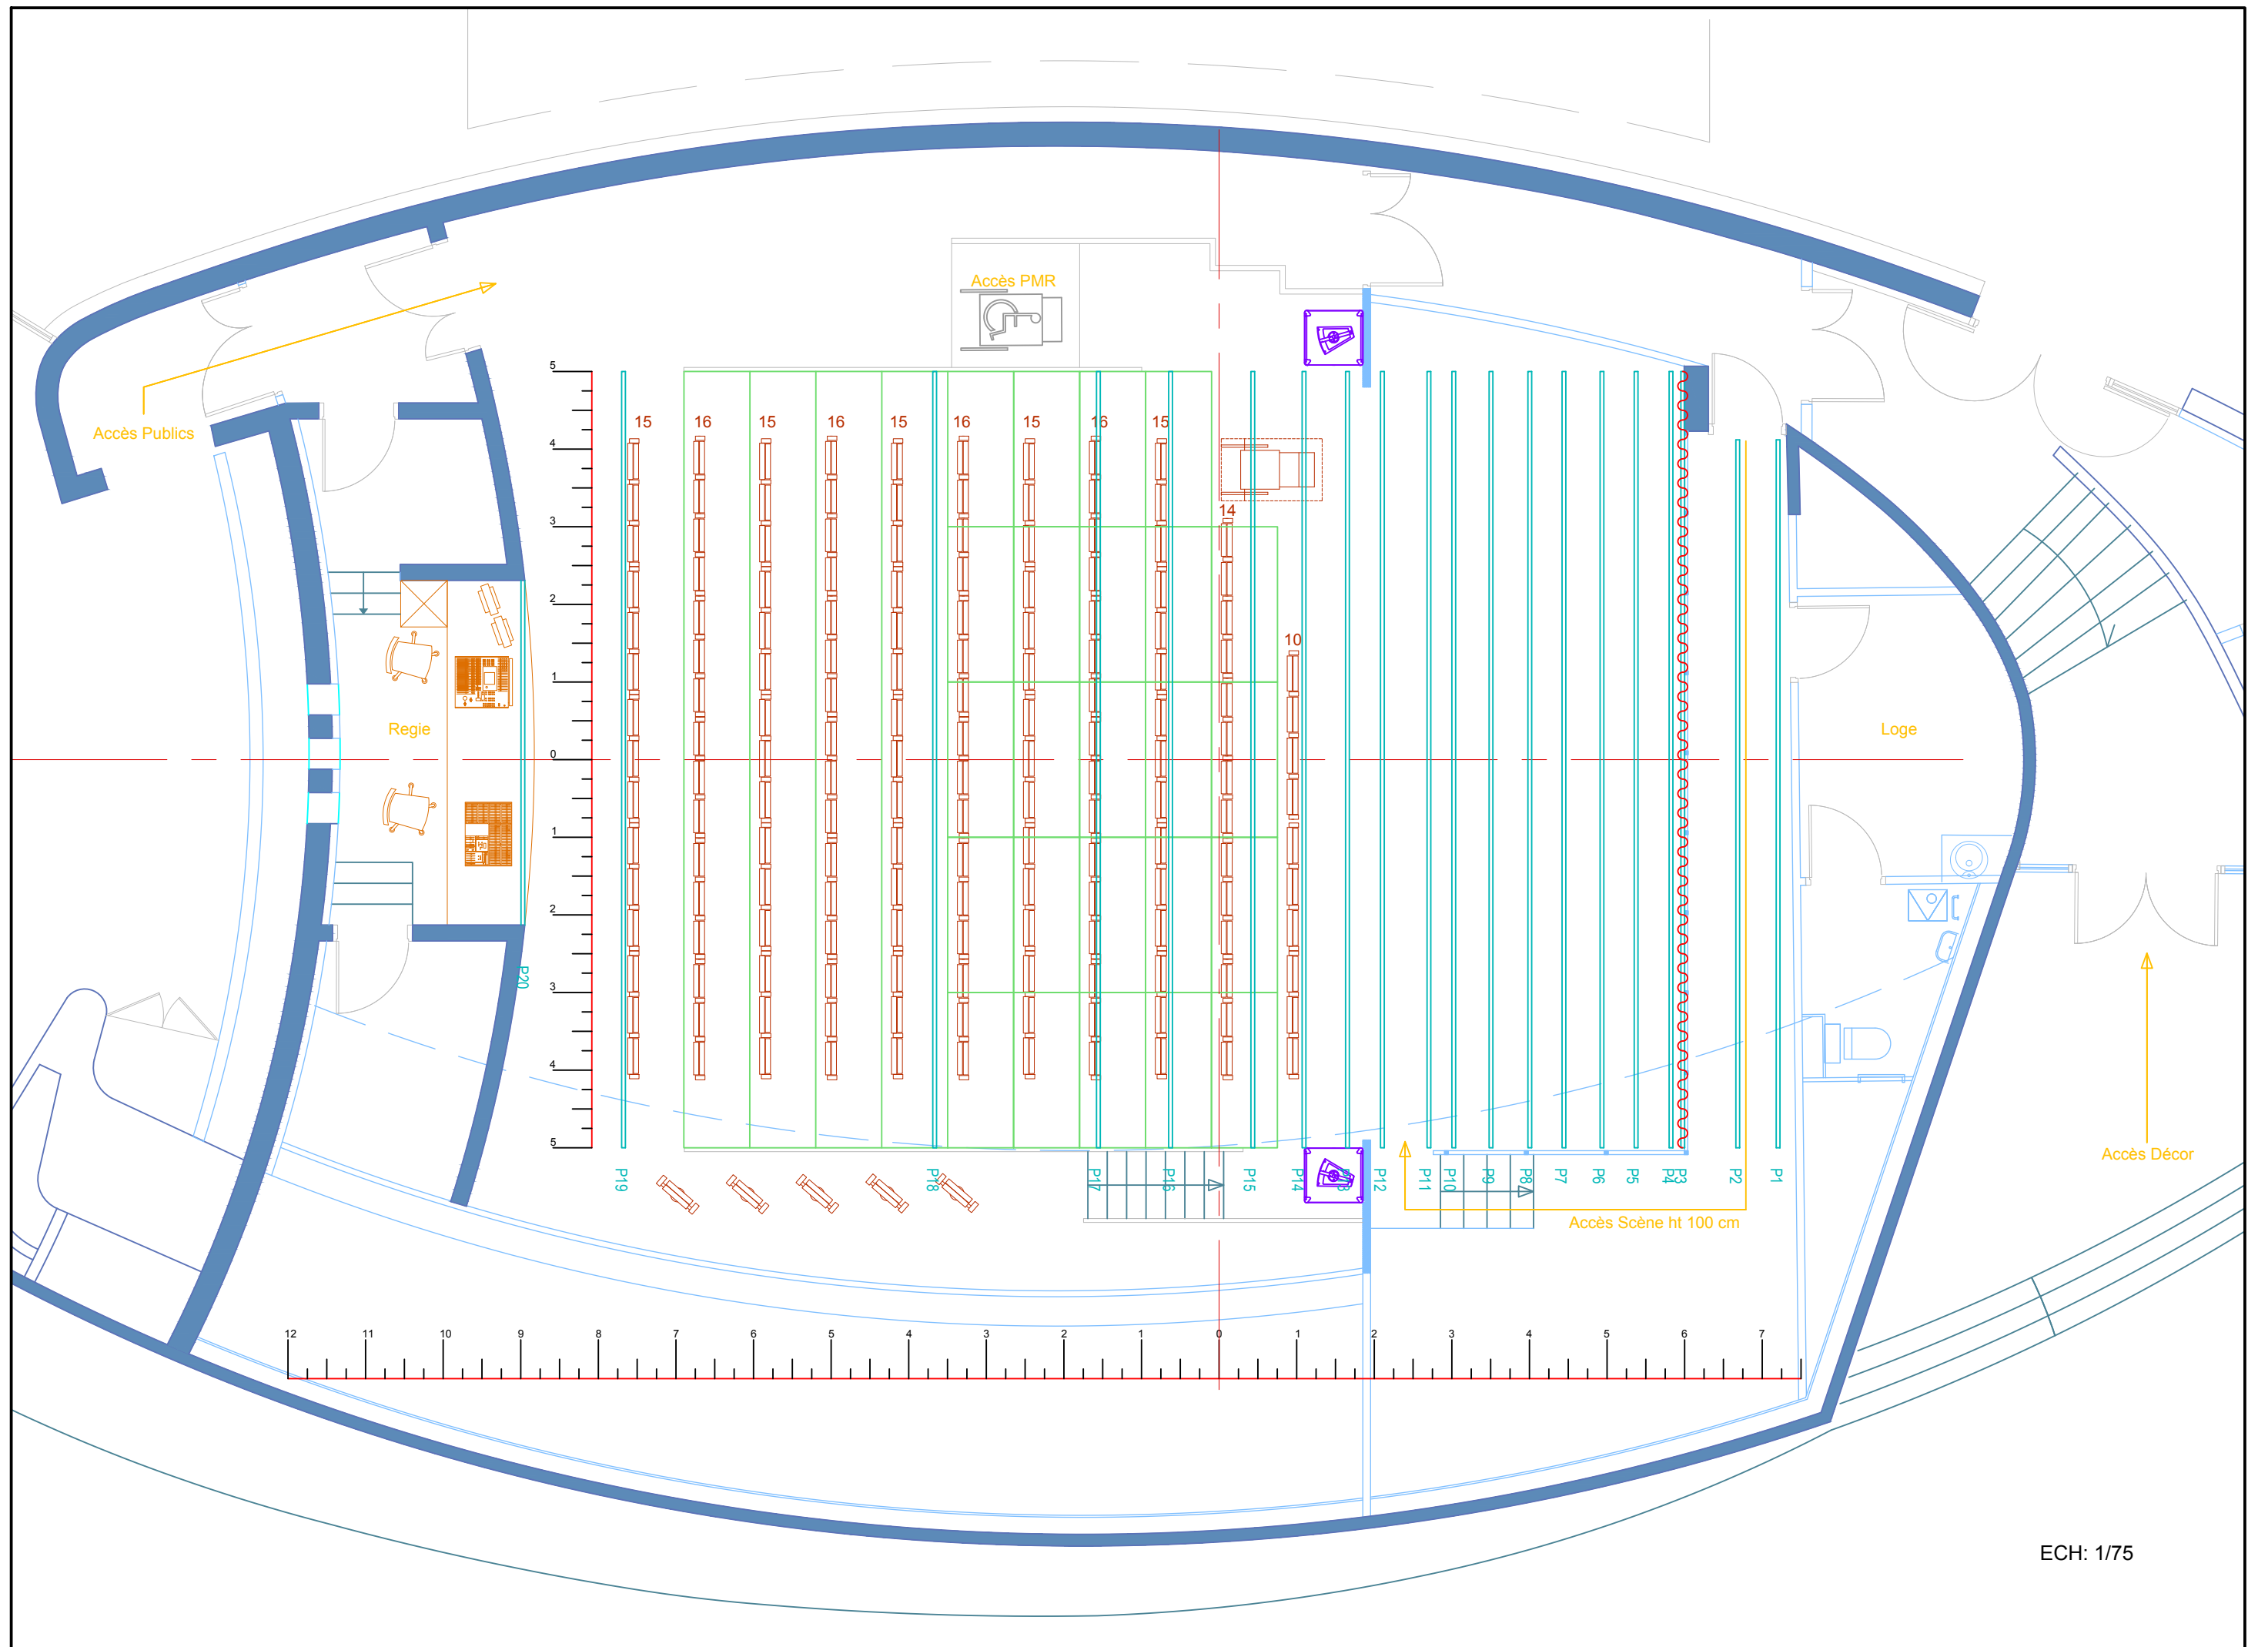 Accès PMR
5
15 16 15 16 15 16 15 16 15
Accès Publics
4
3
14
2
10
1
Regie
Loge
0
1
2
P20
3
4
5
Accès Décor
P19 P18 P17 P16 P15 P14 P12 P11 P10 P9 P8 P7 P6 P5 P4 P3 P2 P1
Accès Scène ht 100 cm
12 11 10 9 8 7 6 5 4 3 2 1 0 1 2 3 4 5 6 7
ECH: 1/75